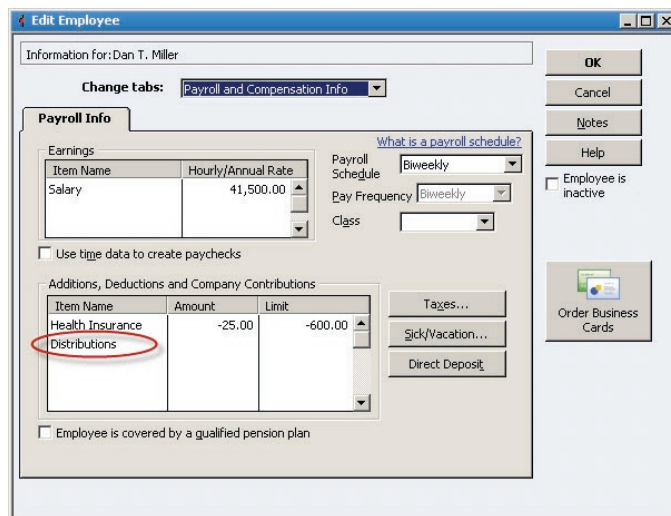 Edit Employee
Information for:Dan T. Miller
Change tabs: Payroll and Compensation Info
OK
Cancel
Notes
Help
Employee is
inactive
Order Business
Cards
Payroll Info
What is a payroll schedule?
Earnings
Item Name Hourly/Annual Rate
Salary 41,500.00
Payroll
Schedule Biweekly
Pay Frequency Biweekly
Class
Use time data to create paychecks
Additions, Deductions and Company Contributions
Item Name Amount Limit
Health Insurance -25.00 -600.00
Distributions
Taxes...
Sick/Vacation...
Direct Deposit
Employee is covered by a qualified pension plan